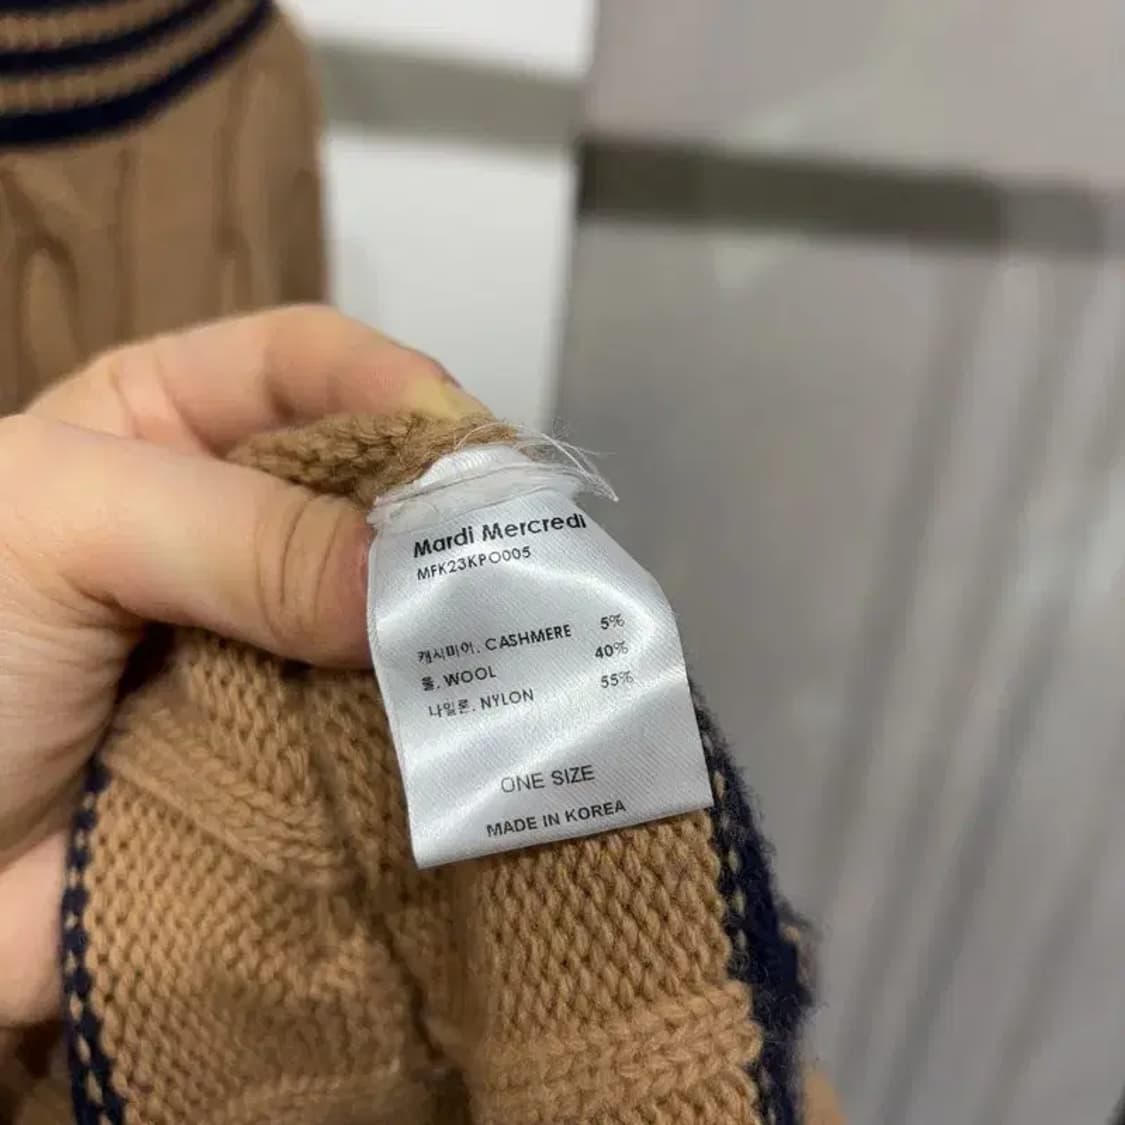 Mardi Mercredi
MFK23KPO005
캐시미어. CASHMERE 5%
울. WOOL 40%
나일론. NYLON 55%
ONE SIZE
MADE IN KOREA